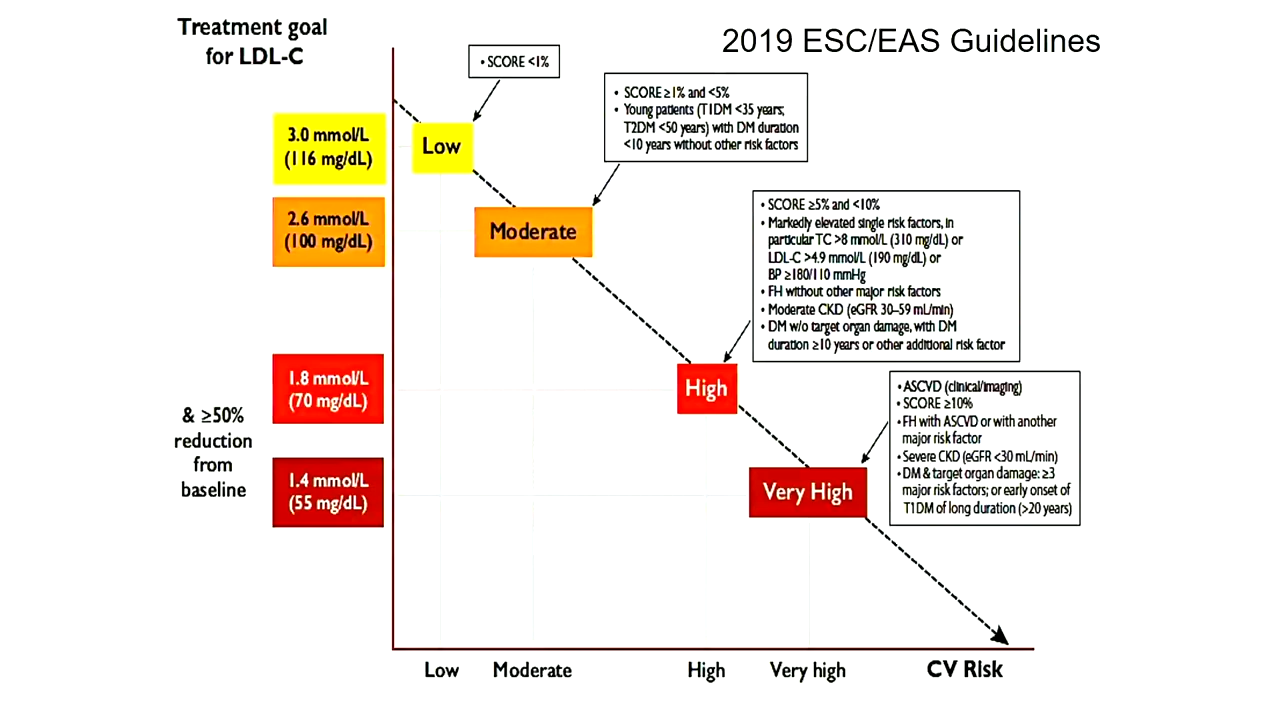 Treatment goal
for LDL-C
2019 ESC/EAS Guidelines
3.0 mmol/L
(116 mg/dL)
2.6 mmol/L
(100 mg/dL)
1.8 mmol/L
(70 mg/dL)
1.4 mmol/L
(55 mg/dL)
& ≥50%
reduction
from
baseline
Low
• SCORE <1%
Moderate
• SCORE ≥1% and <5%
• Young patients (T1DM <35 years;
T2DM <50 years) with DM duration
<10 years without other risk factors
High
• SCORE ≥5% and <10%
• Markedly elevated single risk factors, in
particular TC >8 mmol/L (310 mg/dL) or
LDL-C >4.9 mmol/L (190 mg/dL) or
BP ≥180/110 mmHg
• FH without other major risk factors
• Moderate CKD (eGFR 30–59 mL/min)
• DM w/o target organ damage, with DM
duration ≥10 years or other additional risk factor
Very High
• ASCVD (clinical/imaging)
• SCORE ≥10%
• FH with ASCVD or with another
major risk factor
• Severe CKD (eGFR <30 mL/min)
• DM & target organ damage: ≥3
major risk factors; or early onset of
T1DM of long duration (>20 years)
Low
Moderate
High
Very high
CV Risk